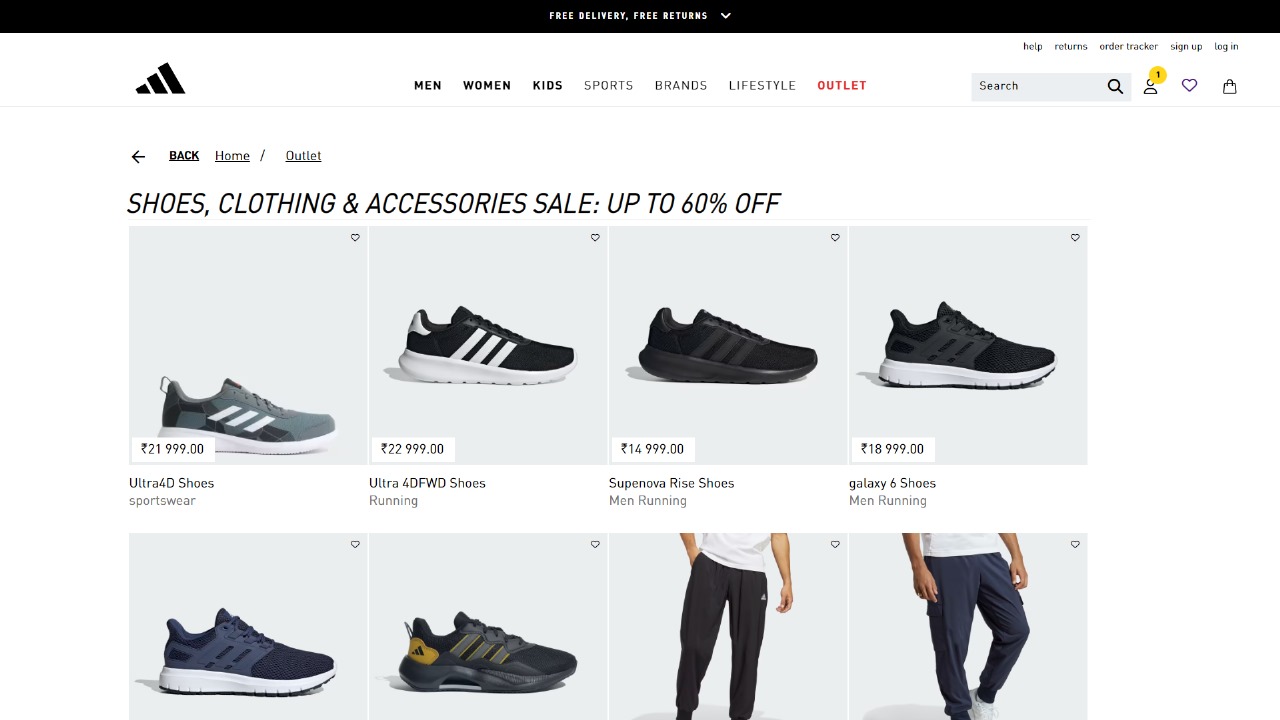 FREE DELIVERY, FREE RETURNS
help returns order tracker sign up log in
MEN WOMEN KIDS SPORTS BRANDS LIFESTYLE OUTLET
Search
1
BACK Home / Outlet
SHOES, CLOTHING & ACCESSORIES SALE: UP TO 60% OFF
₹21 999.00
₹22 999.00
₹14 999.00
₹18 999.00
Ultra4D Shoes
sportswear
Ultra 4DFWD Shoes
Running
Supenova Rise Shoes
Men Running
galaxy 6 Shoes
Men Running